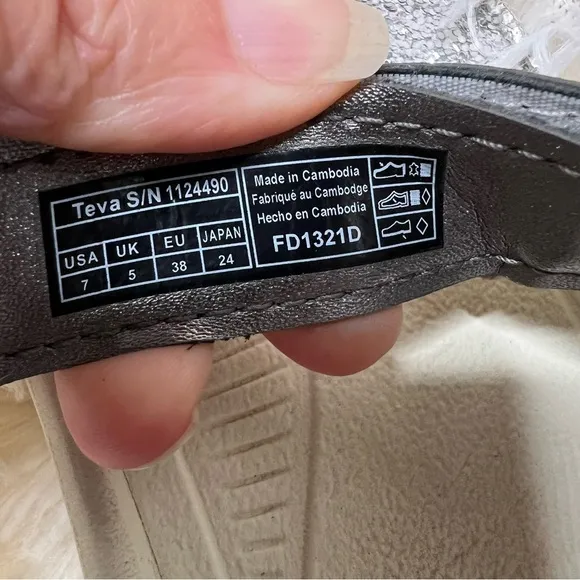 Teva S/N 1124490
USA UK EU JAPAN
7 5 38 24
Made in Cambodia
Fabriqué au Cambodge
Hecho en Cambodia
FD1321D